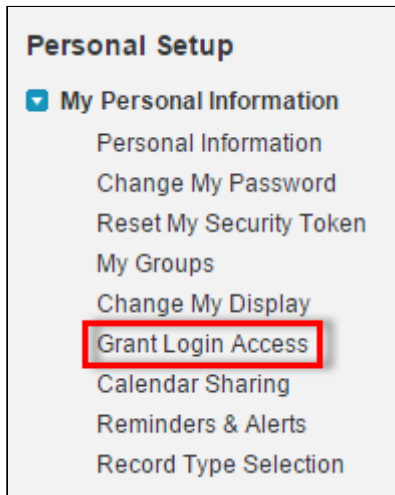 Personal Setup
My Personal Information
Personal Information
Change My Password
Reset My Security Token
My Groups
Change My Display
Grant Login Access
Calendar Sharing
Reminders & Alerts
Record Type Selection